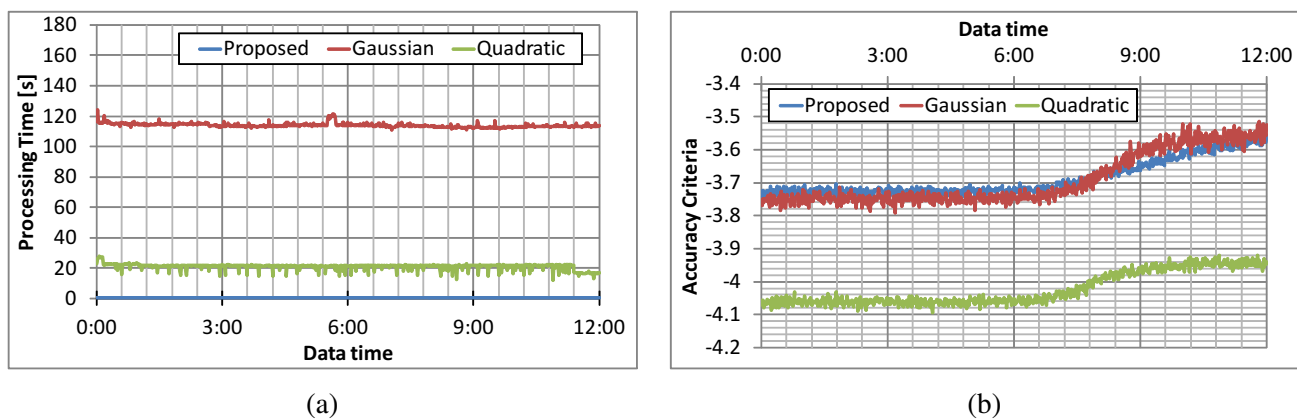 180
160
140
120
100
80
60
40
20
0
Processing Time [s]
Proposed Gaussian Quadratic
0:00 3:00 6:00 9:00 12:00
Data time
(a)
Data time
0:00 3:00 6:00 9:00 12:00
-3.4
-3.5
-3.6
-3.7
-3.8
-3.9
-4
-4.1
-4.2
Accuracy Criteria
Proposed Gaussian Quadratic
(b)